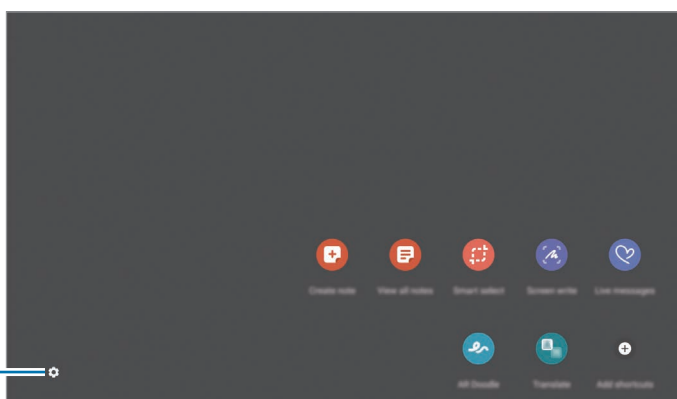 Create note
View all notes
Smart select
Screen write
Live messages
AR Doodle
Translate
Add shortcuts